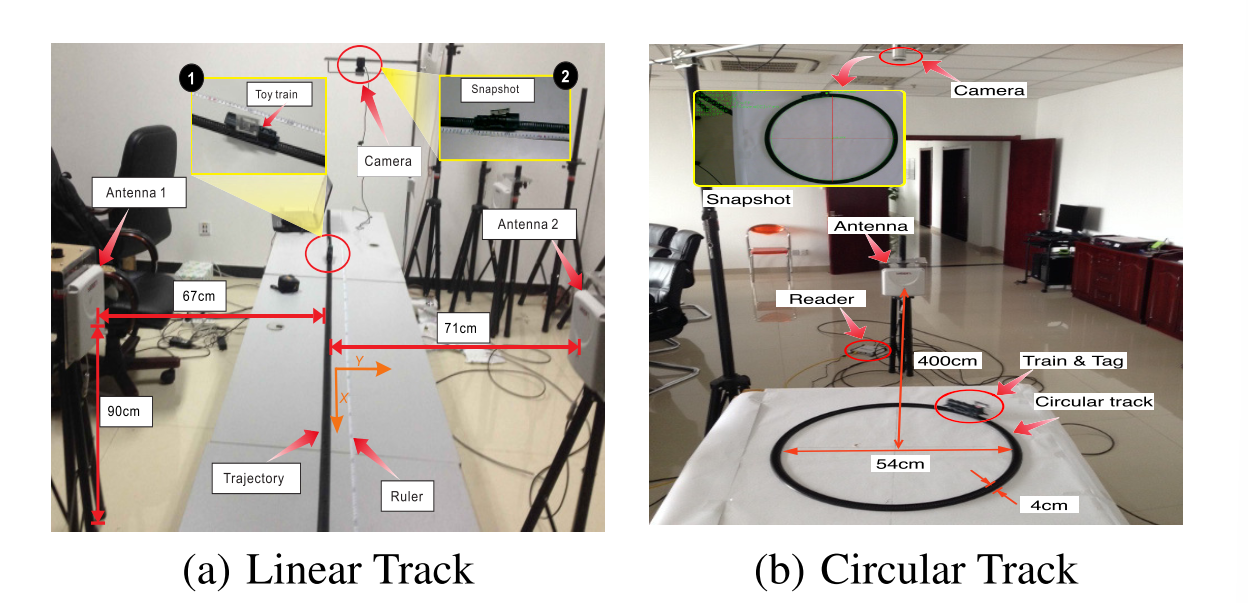 1
Toy train
2
Snapshot
Camera
Antenna 1
Antenna 2
67cm
71cm
Y
X
90cm
Trajectory
Ruler
(a) Linear Track
Camera
Snapshot
Antenna
Reader
400cm
Train & Tag
Circular track
54cm
4cm
(b) Circular Track